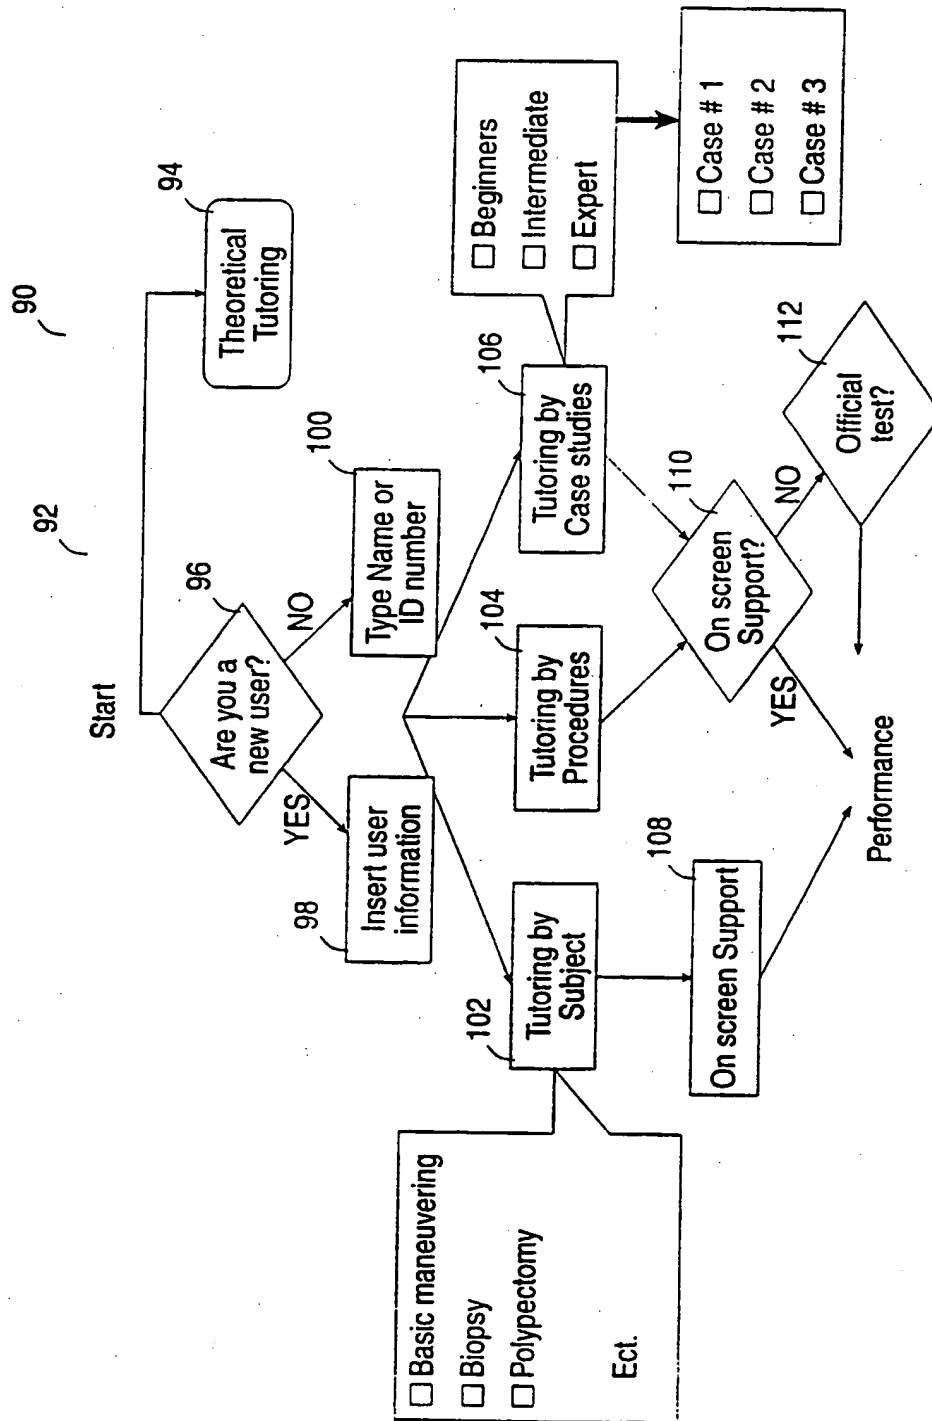 90
92
Start
94
Theoretical
Tutoring
96
Are you a
new user?
YES
NO
98
Insert user
information
100
Type Name or
ID number
102
Tutoring by
Subject
104
Tutoring by
Procedures
106
Tutoring by
Case studies
Basic maneuvering
Biopsy
Polypectomy
Ect.
Beginners
Intermediate
Expert
Case # 1
Case # 2
Case # 3
108
On screen Support
110
On screen
Support?
YES
NO
112
Official
test?
Performance